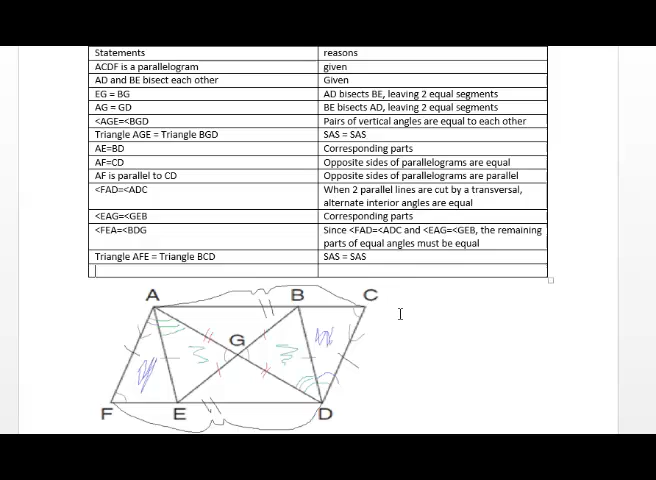 Statements reasons
ACDF is a parallelogram given
AD and BE bisect each other Given
EG = BG AD bisects BE, leaving 2 equal segments
AG = GD BE bisects AD, leaving 2 equal segments
<AGE=<BGD Pairs of vertical angles are equal to each other
Triangle AGE = Triangle BGD SAS = SAS
AE=BD Corresponding parts
AF=CD Opposite sides of parallelograms are equal
AF is parallel to CD Opposite sides of parallelograms are parallel
<FAD=<ADC When 2 parallel lines are cut by a transversal,
alternate interior angles are equal
<EAG=<GEB Corresponding parts
<FEA=<BDG Since <FAD=<ADC and <EAG=<GEB, the remaining
parts of equal angles must be equal
Triangle AFE = Triangle BCD SAS = SAS
A B C
G
F E D